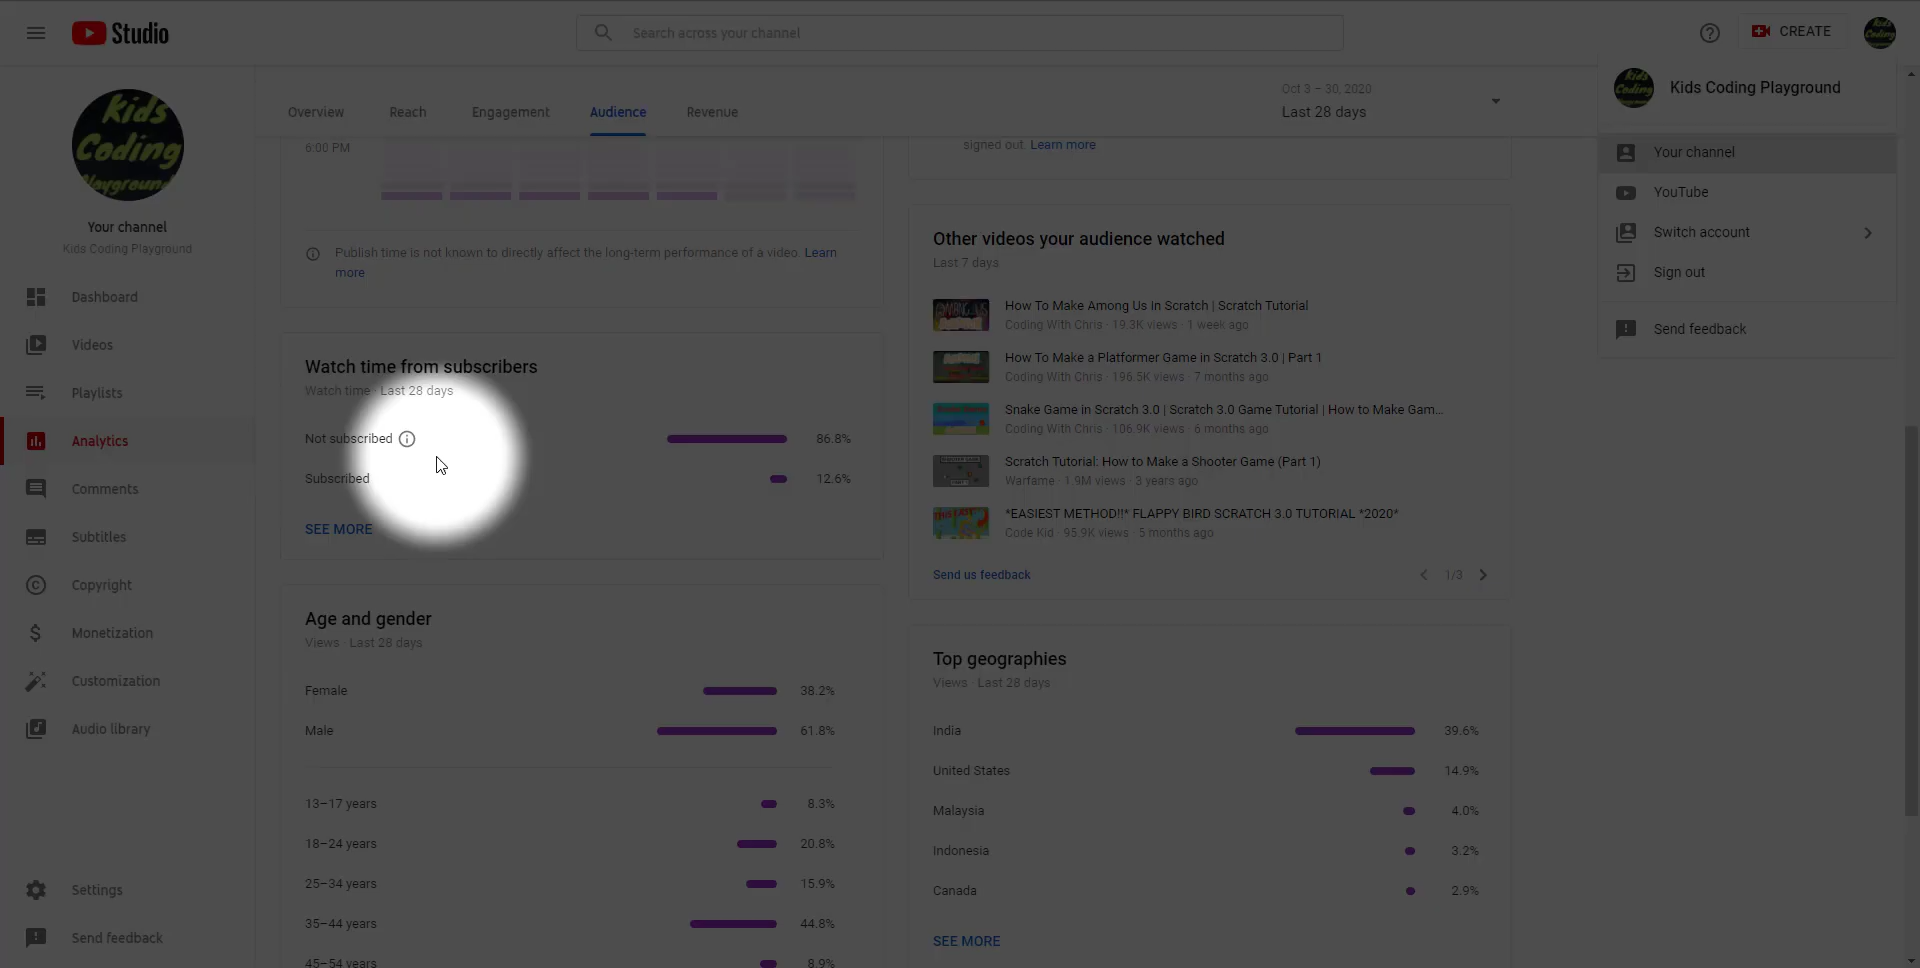 Studio
Search across your channel
CREATE
Kids Coding Playground
Kids Coding Playground
Your channel
Kids Coding Playground
Dashboard
Videos
Playlists
Analytics
Comments
Subtitles
Copyright
Monetization
Customization
Audio library
Settings
Send feedback
Overview
Reach
Engagement
Audience
Revenue
Oct 3 – 30, 2020
Last 28 days
6:00 PM
Publish time is not known to directly affect the long-term performance of a video. Learn
more
Watch time from subscribers
Watch time · Last 28 days
Not subscribed 86.8%
Subscribed 12.6%
SEE MORE
Age and gender
Views · Last 28 days
Female 38.2%
Male 61.8%
13–17 years 8.3%
18–24 years 20.8%
25–34 years 15.9%
35–44 years 44.8%
45–54 years 8.9%
signed out. Learn more
Other videos your audience watched
Last 7 days
How To Make Among Us In Scratch | Scratch Tutorial
Coding With Chris · 19.3K views · 1 week ago
How To Make a Platformer Game in Scratch 3.0 | Part 1
Coding With Chris · 196.5K views · 7 months ago
Snake Game in Scratch 3.0 | Scratch 3.0 Game Tutorial | How to Make Gam...
Coding With Chris · 106.9K views · 6 months ago
Scratch Tutorial: How to Make a Shooter Game (Part 1)
Warfame · 1.9M views · 3 years ago
*EASIEST METHOD!!* FLAPPY BIRD SCRATCH 3.0 TUTORIAL *2020*
Code Kid · 95.9K views · 5 months ago
Send us feedback
1/3
Top geographies
Views · Last 28 days
India 39.6%
United States 14.9%
Malaysia 4.0%
Indonesia 3.2%
Canada 2.9%
SEE MORE
Kids Coding Playground
Your channel
YouTube
Switch account
Sign out
Send feedback